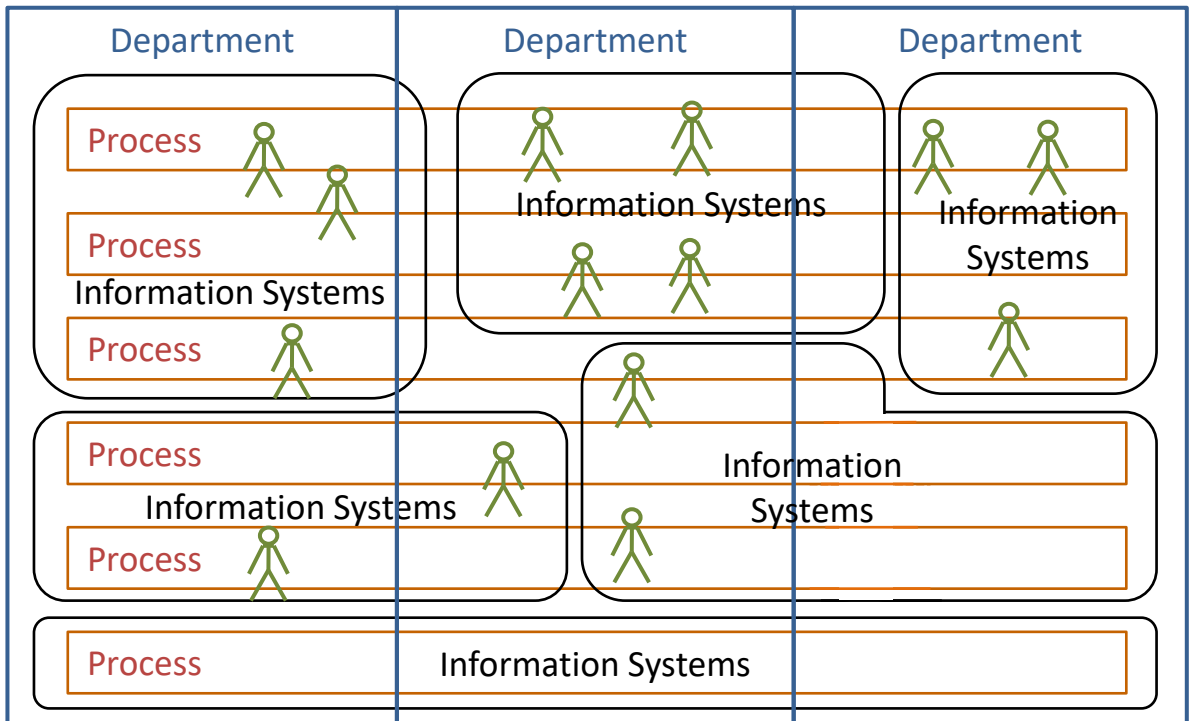 Department
Department
Department
Process
Information Systems
Information
Systems
Process
Information Systems
Process
Process
Information
Systems
Information Systems
Process
Process
Information Systems